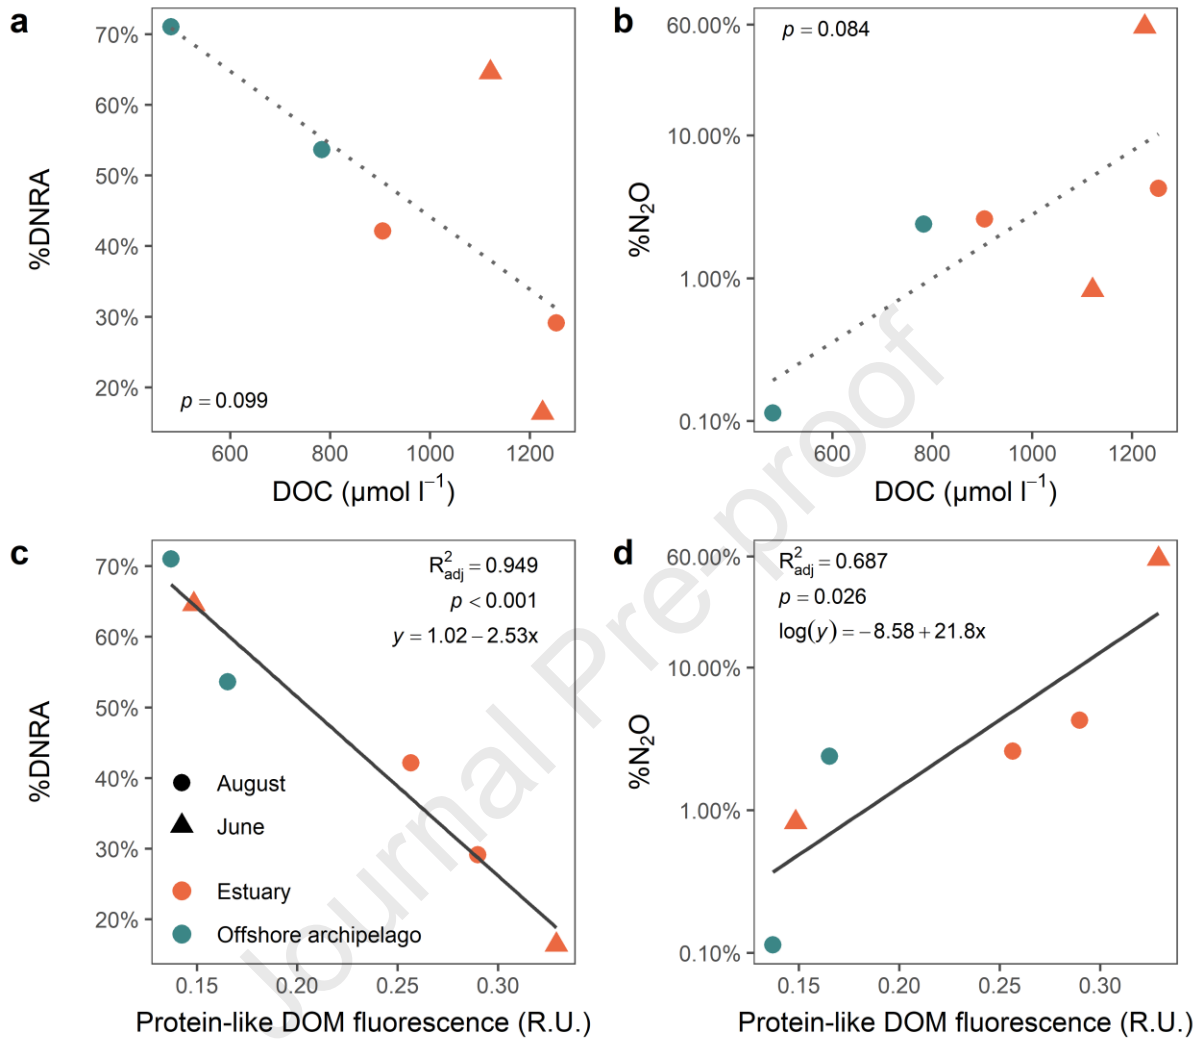 a
70%
60%
50%
40%
30%
20%
%DNRA
p = 0.099
600 800 1000 1200
DOC (µmol l⁻¹)
b
60.00%
10.00%
1.00%
0.10%
%N₂O
p = 0.084
600 800 1000 1200
DOC (µmol l⁻¹)
c
70%
60%
50%
40%
30%
20%
%DNRA
R²adj = 0.949
p < 0.001
y = 1.02 − 2.53x
August
June
Estuary
Offshore archipelago
0.15 0.20 0.25 0.30
Protein-like DOM fluorescence (R.U.)
d
60.00%
10.00%
1.00%
0.10%
%N₂O
R²adj = 0.687
p = 0.026
log(y) = −8.58 + 21.8x
0.15 0.20 0.25 0.30
Protein-like DOM fluorescence (R.U.)
Journal Pre-proof